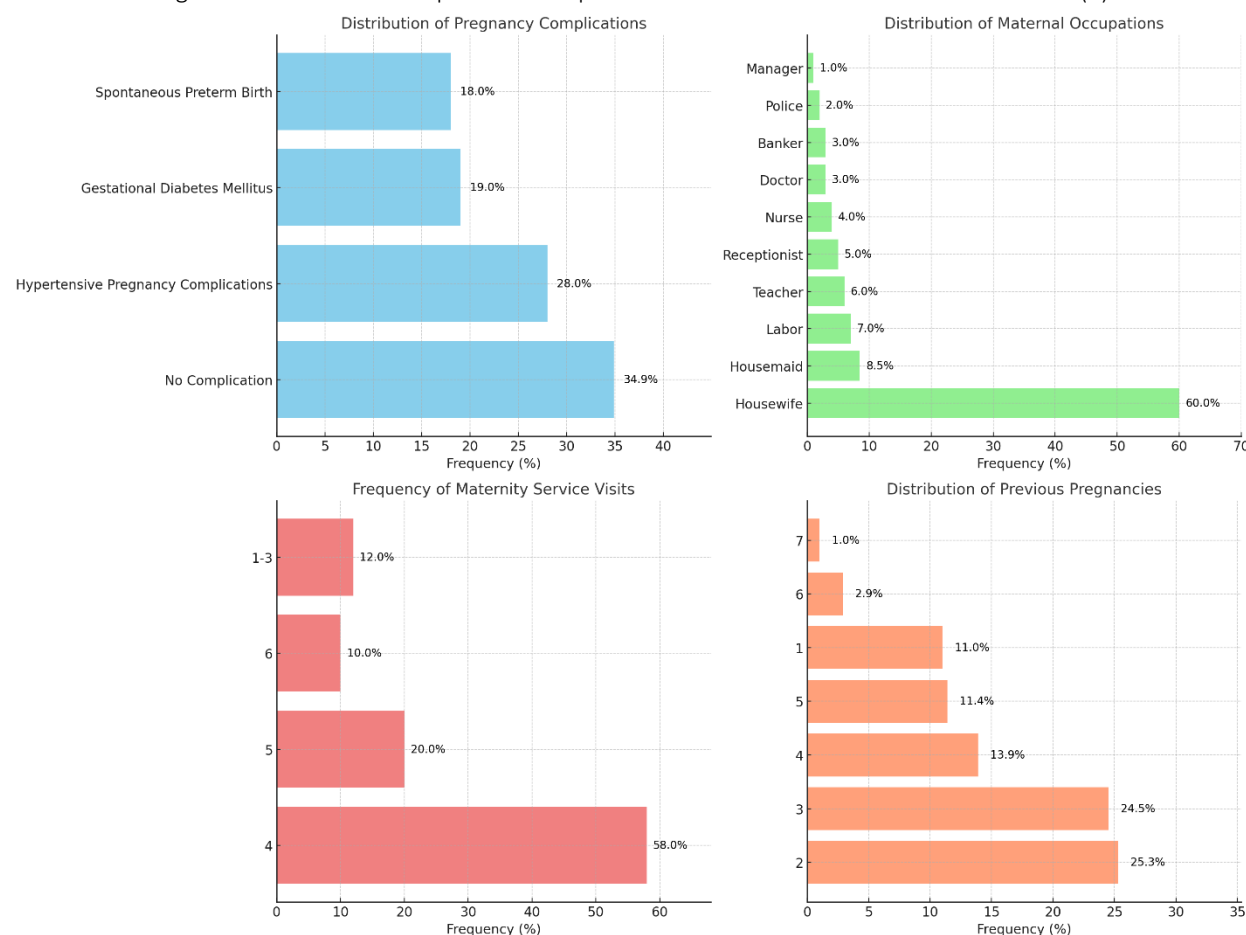 Distribution of Pregnancy Complications
Spontaneous Preterm Birth
18.0%
Gestational Diabetes Mellitus
19.0%
Hypertensive Pregnancy Complications
28.0%
No Complication
34.9%
0 5 10 15 20 25 30 35 40
Frequency (%)
Distribution of Maternal Occupations
Manager
1.0%
Police
2.0%
Banker
3.0%
Doctor
3.0%
Nurse
4.0%
Receptionist
5.0%
Teacher
6.0%
Labor
7.0%
Housemaid
8.5%
Housewife
60.0%
0 10 20 30 40 50 60 70
Frequency (%)
Frequency of Maternity Service Visits
1-3
12.0%
6
10.0%
5
20.0%
4
58.0%
0 10 20 30 40 50 60
Frequency (%)
Distribution of Previous Pregnancies
7
1.0%
6
2.9%
1
11.0%
5
11.4%
4
13.9%
3
24.5%
2
25.3%
0 5 10 15 20 25 30 35
Frequency (%)